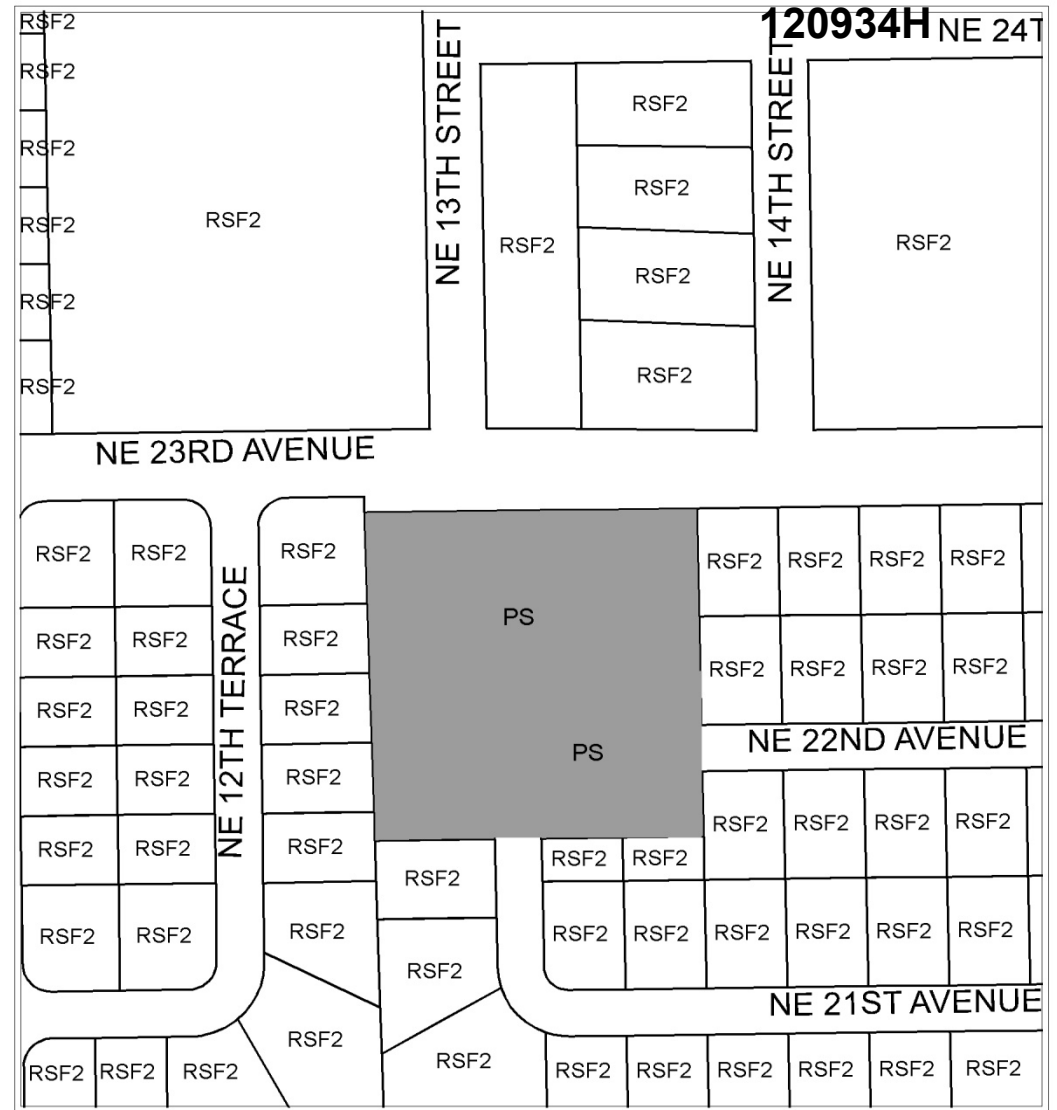 120934H
NE 24T
RSF2
RSF2
RSF2
RSF2
RSF2
RSF2
RSF2
NE 13TH STREET
RSF2
RSF2
RSF2
RSF2
RSF2
NE 14TH STREET
RSF2
NE 23RD AVENUE
RSF2
RSF2
RSF2
RSF2
RSF2
RSF2
RSF2
RSF2
RSF2
RSF2
RSF2
RSF2
NE 12TH TERRACE
RSF2
RSF2
RSF2
RSF2
RSF2
RSF2
RSF2
PS
PS
RSF2 RSF2 RSF2 RSF2
RSF2 RSF2 RSF2 RSF2
NE 22ND AVENUE
RSF2 RSF2 RSF2 RSF2
RSF2 RSF2 RSF2
RSF2
RSF2 RSF2 RSF2 RSF2 RSF2 RSF2
NE 21ST AVENUE
RSF2 RSF2 RSF2 RSF2 RSF2 RSF2 RSF2 RSF2 RSF2 RSF2